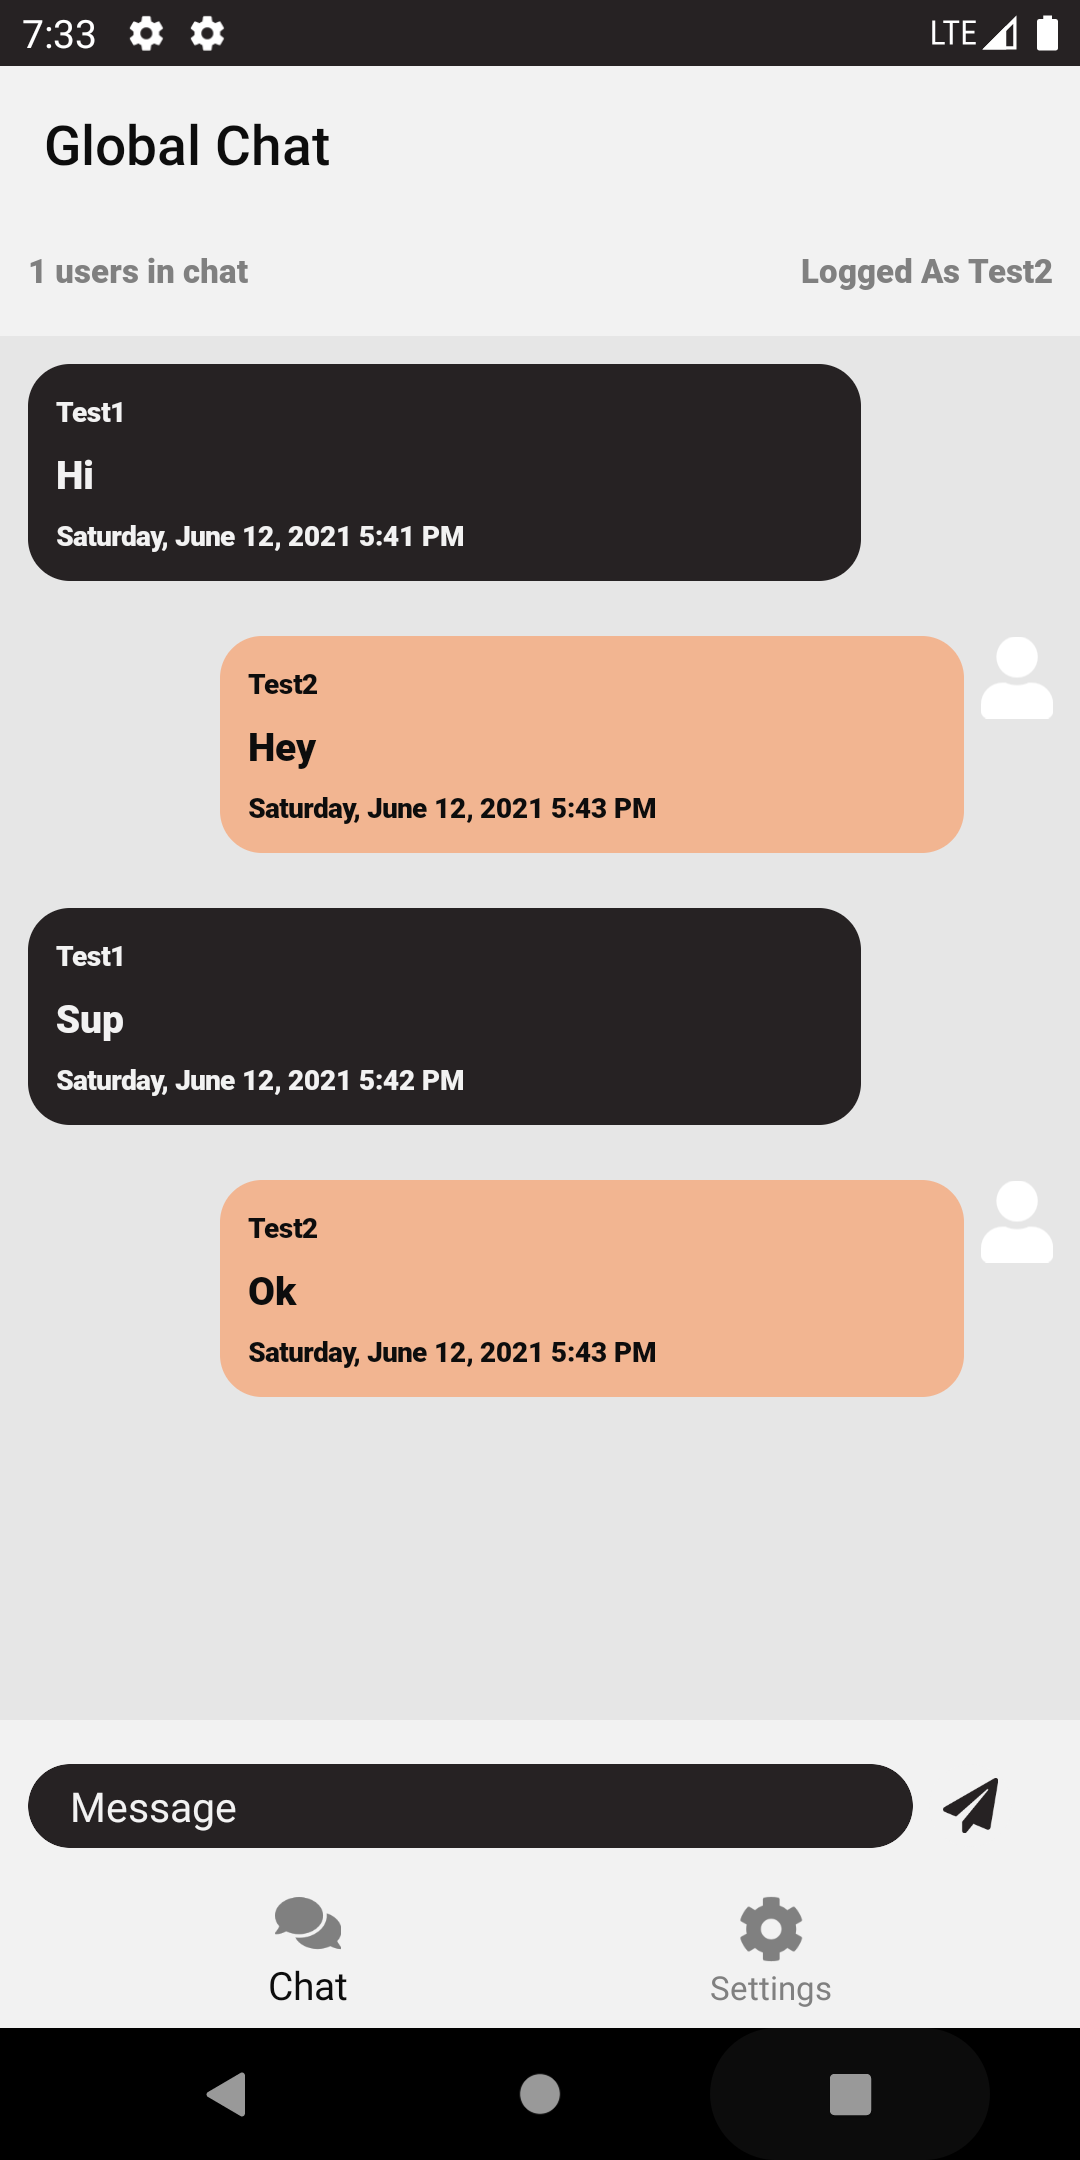 7:33 LTE
Global Chat
1 users in chat Logged As Test2
Test1
Hi
Saturday, June 12, 2021 5:41 PM
Test2
Hey
Saturday, June 12, 2021 5:43 PM
Test1
Sup
Saturday, June 12, 2021 5:42 PM
Test2
Ok
Saturday, June 12, 2021 5:43 PM
Message
Chat Settings